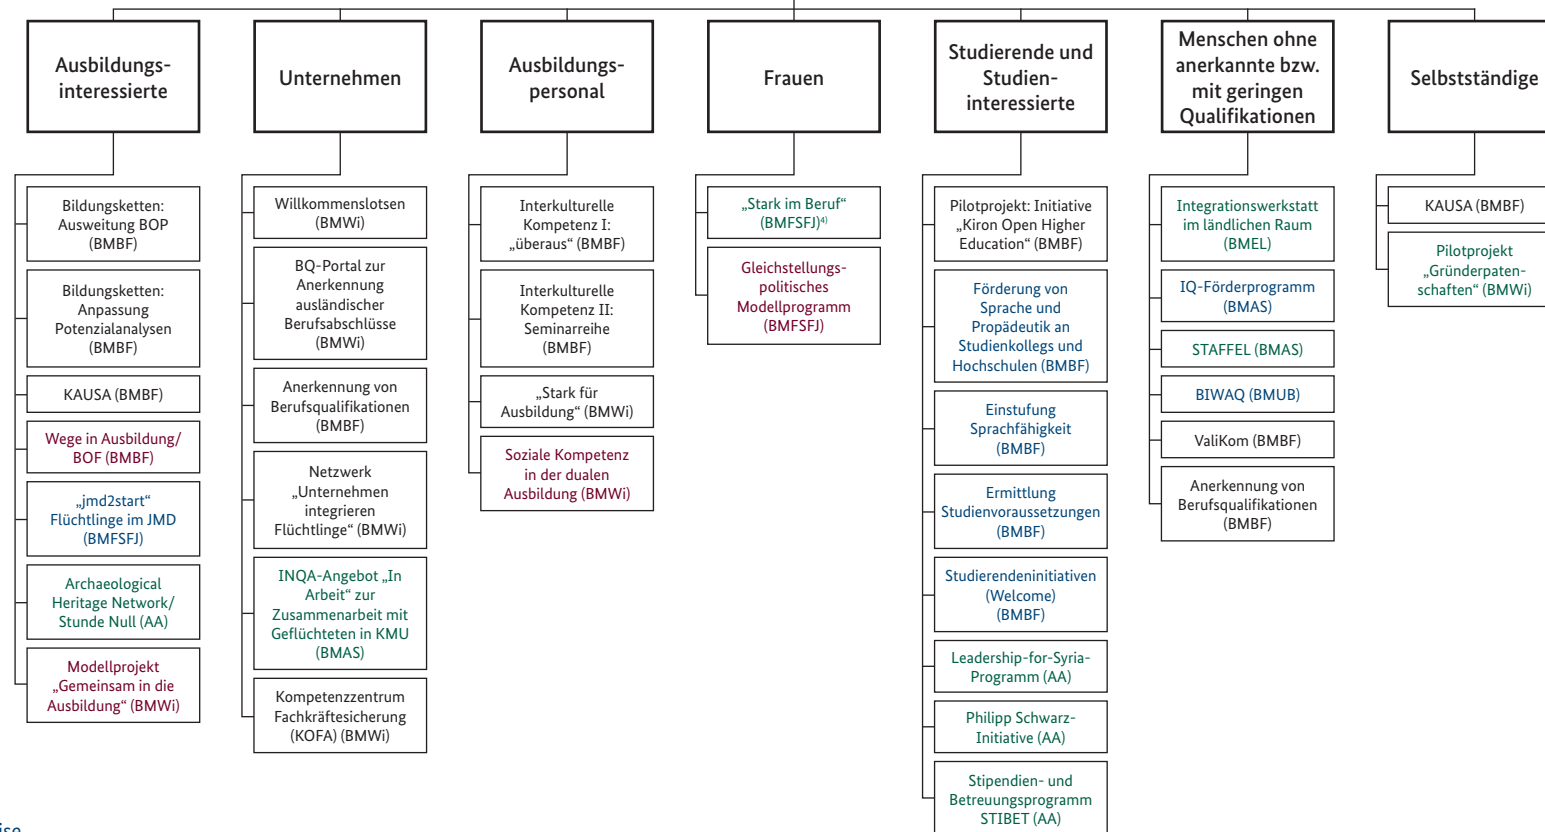 Ausbildungs-
interessierte
Bildungsketten:
Ausweitung BOP
(BMBF)
Bildungsketten:
Anpassung
Potenzialanalysen
(BMBF)
KAUSA (BMBF)
Wege in Ausbildung/
BOF (BMBF)
„jmd2start“
Flüchtlinge im JMD
(BMFSFJ)
Archaeological
Heritage Network/
Stunde Null (AA)
Modellprojekt
„Gemeinsam in die
Ausbildung“ (BMWi)
Unternehmen
Willkommenslotsen
(BMWi)
BQ-Portal zur
Anerkennung
ausländischer
Berufsabschlüsse
(BMWi)
Anerkennung von
Berufsqualifikationen
(BMBF)
Netzwerk
„Unternehmen
integrieren
Flüchtlinge“ (BMWi)
INQA-Angebot „In
Arbeit“ zur
Zusammenarbeit mit
Geflüchteten in KMU
(BMAS)
Kompetenzzentrum
Fachkräftesicherung
(KOFA) (BMWi)
Ausbildungs-
personal
Interkulturelle
Kompetenz I:
„überaus“ (BMBF)
Interkulturelle
Kompetenz II:
Seminarreihe
(BMBF)
„Stark für
Ausbildung“ (BMWi)
Soziale Kompetenz
in der dualen
Ausbildung (BMWi)
Frauen
„Stark im Beruf“
(BMFSFJ)⁴⁾
Gleichstellungs-
politisches
Modellprogramm
(BMFSFJ)
Studierende und
Studien-
interessierte
Pilotprojekt: Initiative
„Kiron Open Higher
Education“ (BMBF)
Förderung von
Sprache und
Propädeutik an
Studienkollegs und
Hochschulen (BMBF)
Einstufung
Sprachfähigkeit
(BMBF)
Ermittlung
Studienvoraussetzungen
(BMBF)
Studierendeninitiativen
(Welcome)
(BMBF)
Leadership-for-Syria-
Programm (AA)
Philipp Schwarz-
Initiative (AA)
Stipendien- und
Betreuungsprogramm
STIBET (AA)
Menschen ohne
anerkannte bzw.
mit geringen
Qualifikationen
Integrationswerkstatt
im ländlichen Raum
(BMEL)
IQ-Förderprogramm
(BMAS)
STAFFEL (BMAS)
BIWAQ (BMUB)
ValiKom (BMBF)
Anerkennung von
Berufsqualifikationen
(BMBF)
Selbstständige
KAUSA (BMBF)
Pilotprojekt
„Gründerpaten-
schaften“ (BMWi)